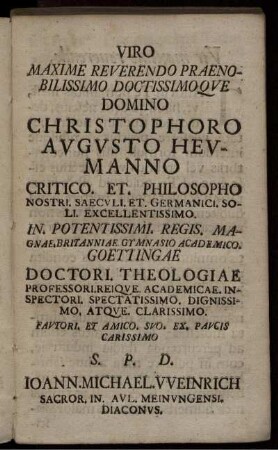 VIRO
MAXIME REVERENDO PRAENO-
BILISSIMO DOCTISSIMOQVE
DOMINO
CHRISTOPHORO
AVGVSTO HEV-
MANNO
CRITICO. ET. PHILOSOPHO
NOSTRI. SAECVLI. ET. GERMANICI. SO-
LI. EXCELLENTISSIMO.
IN. POTENTISSIMI. REGIS. MA-
GNAE.BRITANNIAE. GYMNASIO ACADEMICO.
GOETTINGAE
DOCTORI. THEOLOGIAE
PROFESSORI.REIQVE. ACADEMICAE. IN-
SPECTORI. SPECTATISSIMO. DIGNISSI-
MO, ATQVE. CLARISSIMO.
FAVTORI. ET AMICO. SVO. EX. PAVCIS
CARISSIMO
S. P. D.
IOANN.MICHAEL.VVEINRICH
SACROR. IN. AVL. MEINVNGENSI.
DIACONVS.